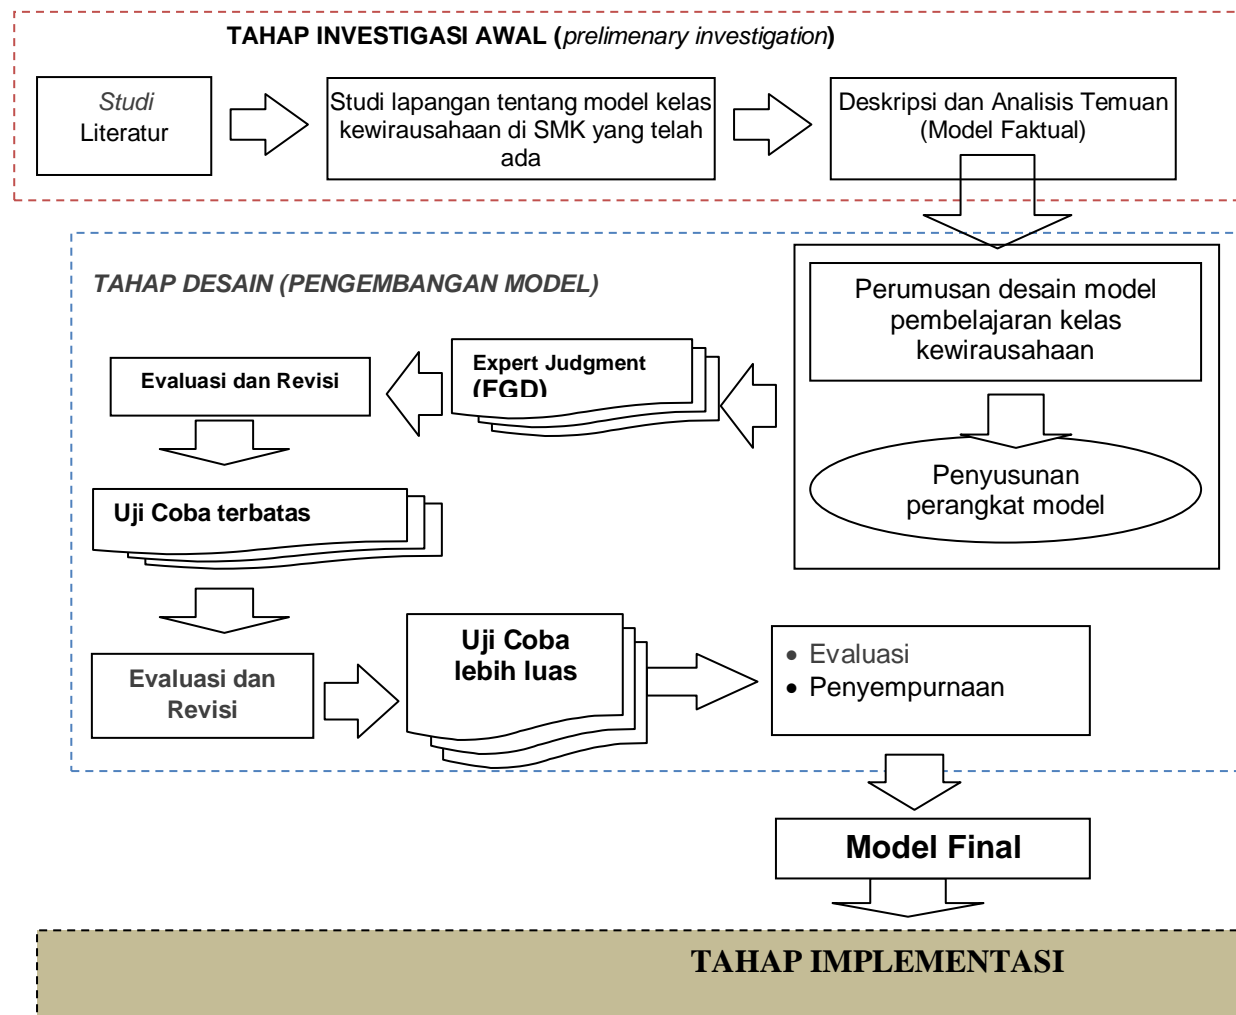 TAHAP INVESTIGASI AWAL (prelimenary investigation)
Studi
Literatur
Studi lapangan tentang model kelas
kewirausahaan di SMK yang telah
ada
Deskripsi dan Analisis Temuan
(Model Faktual)
TAHAP DESAIN (PENGEMBANGAN MODEL)
Perumusan desain model
pembelajaran kelas
kewirausahaan
Penyusunan
perangkat model
Expert Judgment
(FGD)
Evaluasi dan Revisi
Uji Coba terbatas
Evaluasi dan
Revisi
Uji Coba
lebih luas
• Evaluasi
• Penyempurnaan
Model Final
TAHAP IMPLEMENTASI